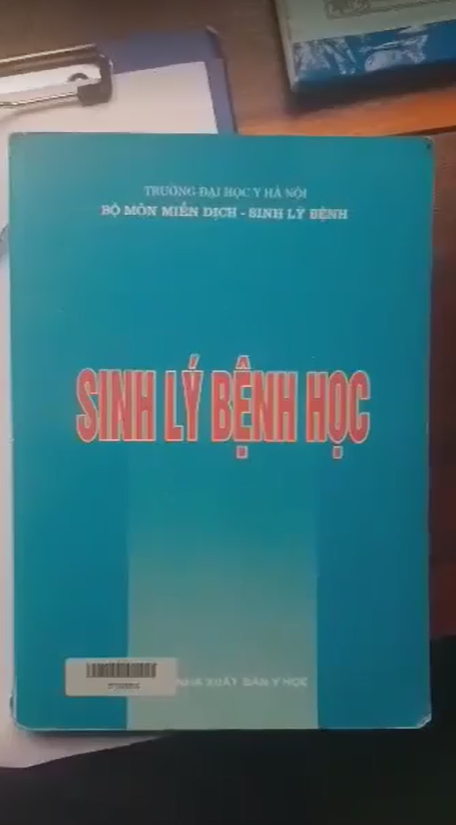 TRƯỜNG ĐẠI HỌC Y HÀ NỘI
BỘ MÔN MIỄN DỊCH - SINH LÝ BỆNH
SINH LÝ BỆNH HỌC
NHÀ XUẤT BẢN Y HỌC